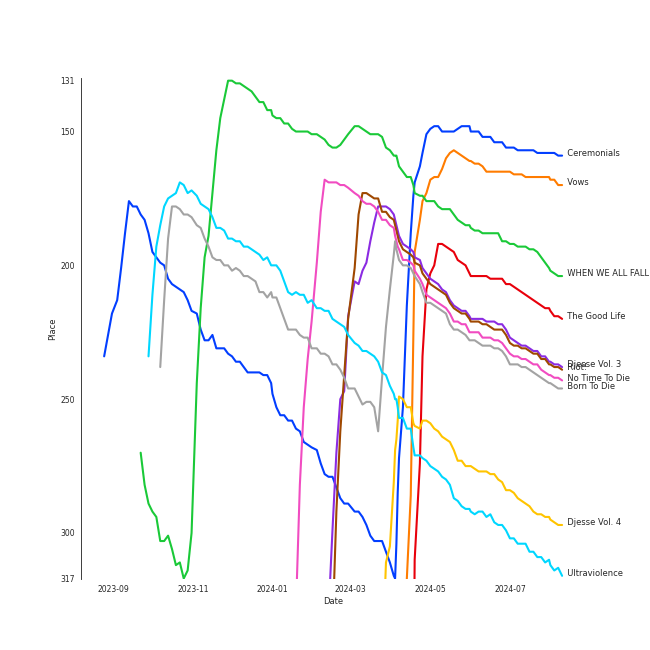 131
150
200
250
300
317
Place
2023-09
2023-11
2024-01
2024-03
2024-05
2024-07
Date
Ceremonials
Vows
WHEN WE ALL FALL
The Good Life
Djesse Vol. 3
No Time To Die
Born To Die
Djesse Vol. 4
Ultraviolence